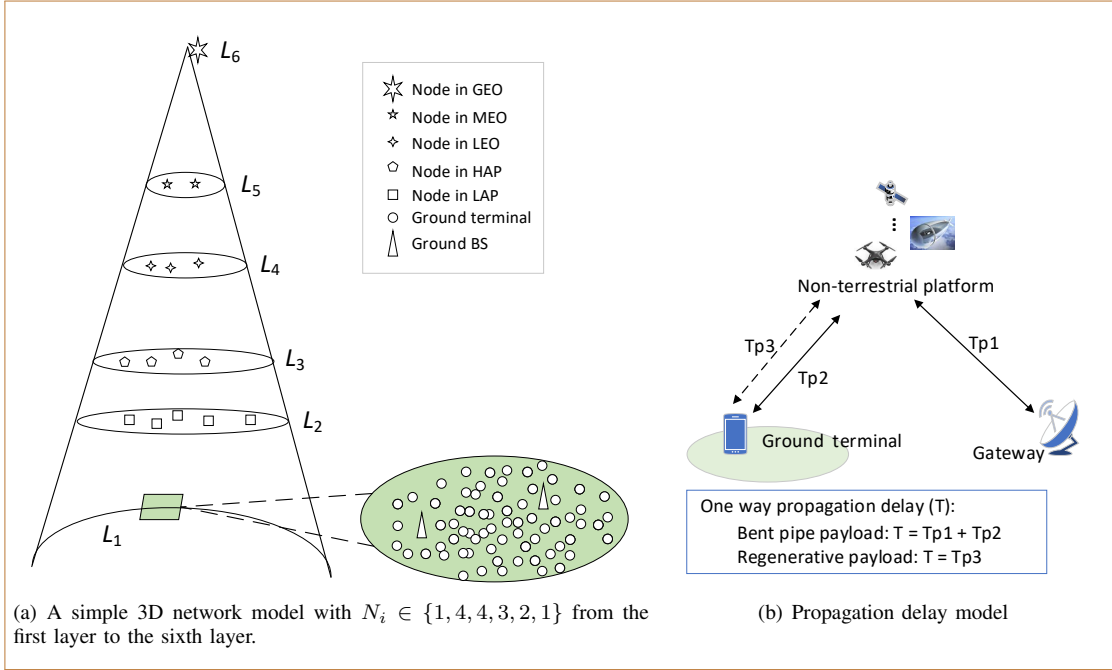 L6
L5
L4
L3
L2
L1
Node in GEO
Node in MEO
Node in LEO
Node in HAP
Node in LAP
Ground terminal
Ground BS
(a) A simple 3D network model with Ni ∈ {1, 4, 4, 3, 2, 1} from the
first layer to the sixth layer.
Non-terrestrial platform
Tp3
Tp2
Tp1
Ground terminal
Gateway
One way propagation delay (T):
Bent pipe payload: T = Tp1 + Tp2
Regenerative payload: T = Tp3
(b) Propagation delay model